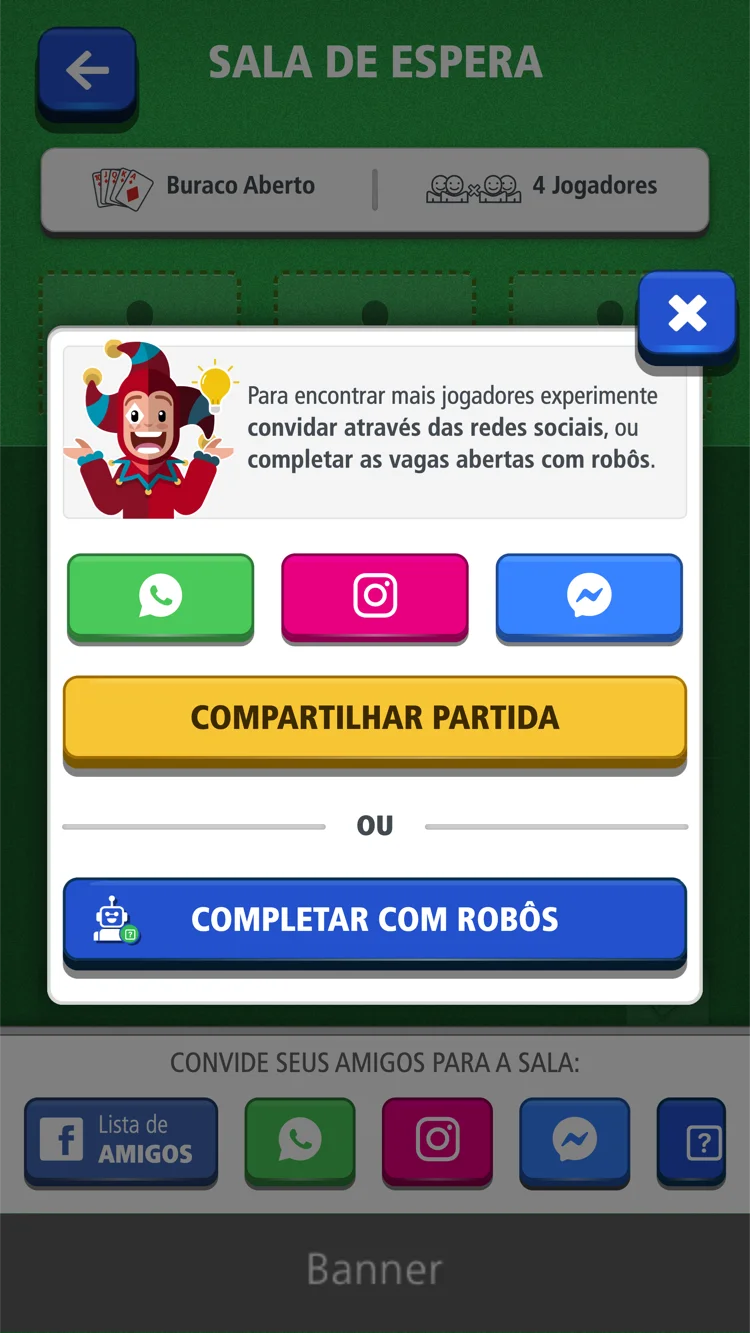 SALA DE ESPERA
Buraco Aberto
4 Jogadores
Para encontrar mais jogadores experimente
convidar através das redes sociais, ou
completar as vagas abertas com robôs.
COMPARTILHAR PARTIDA
OU
COMPLETAR COM ROBÔS
CONVIDE SEUS AMIGOS PARA A SALA:
Lista de
AMIGOS
?
Banner